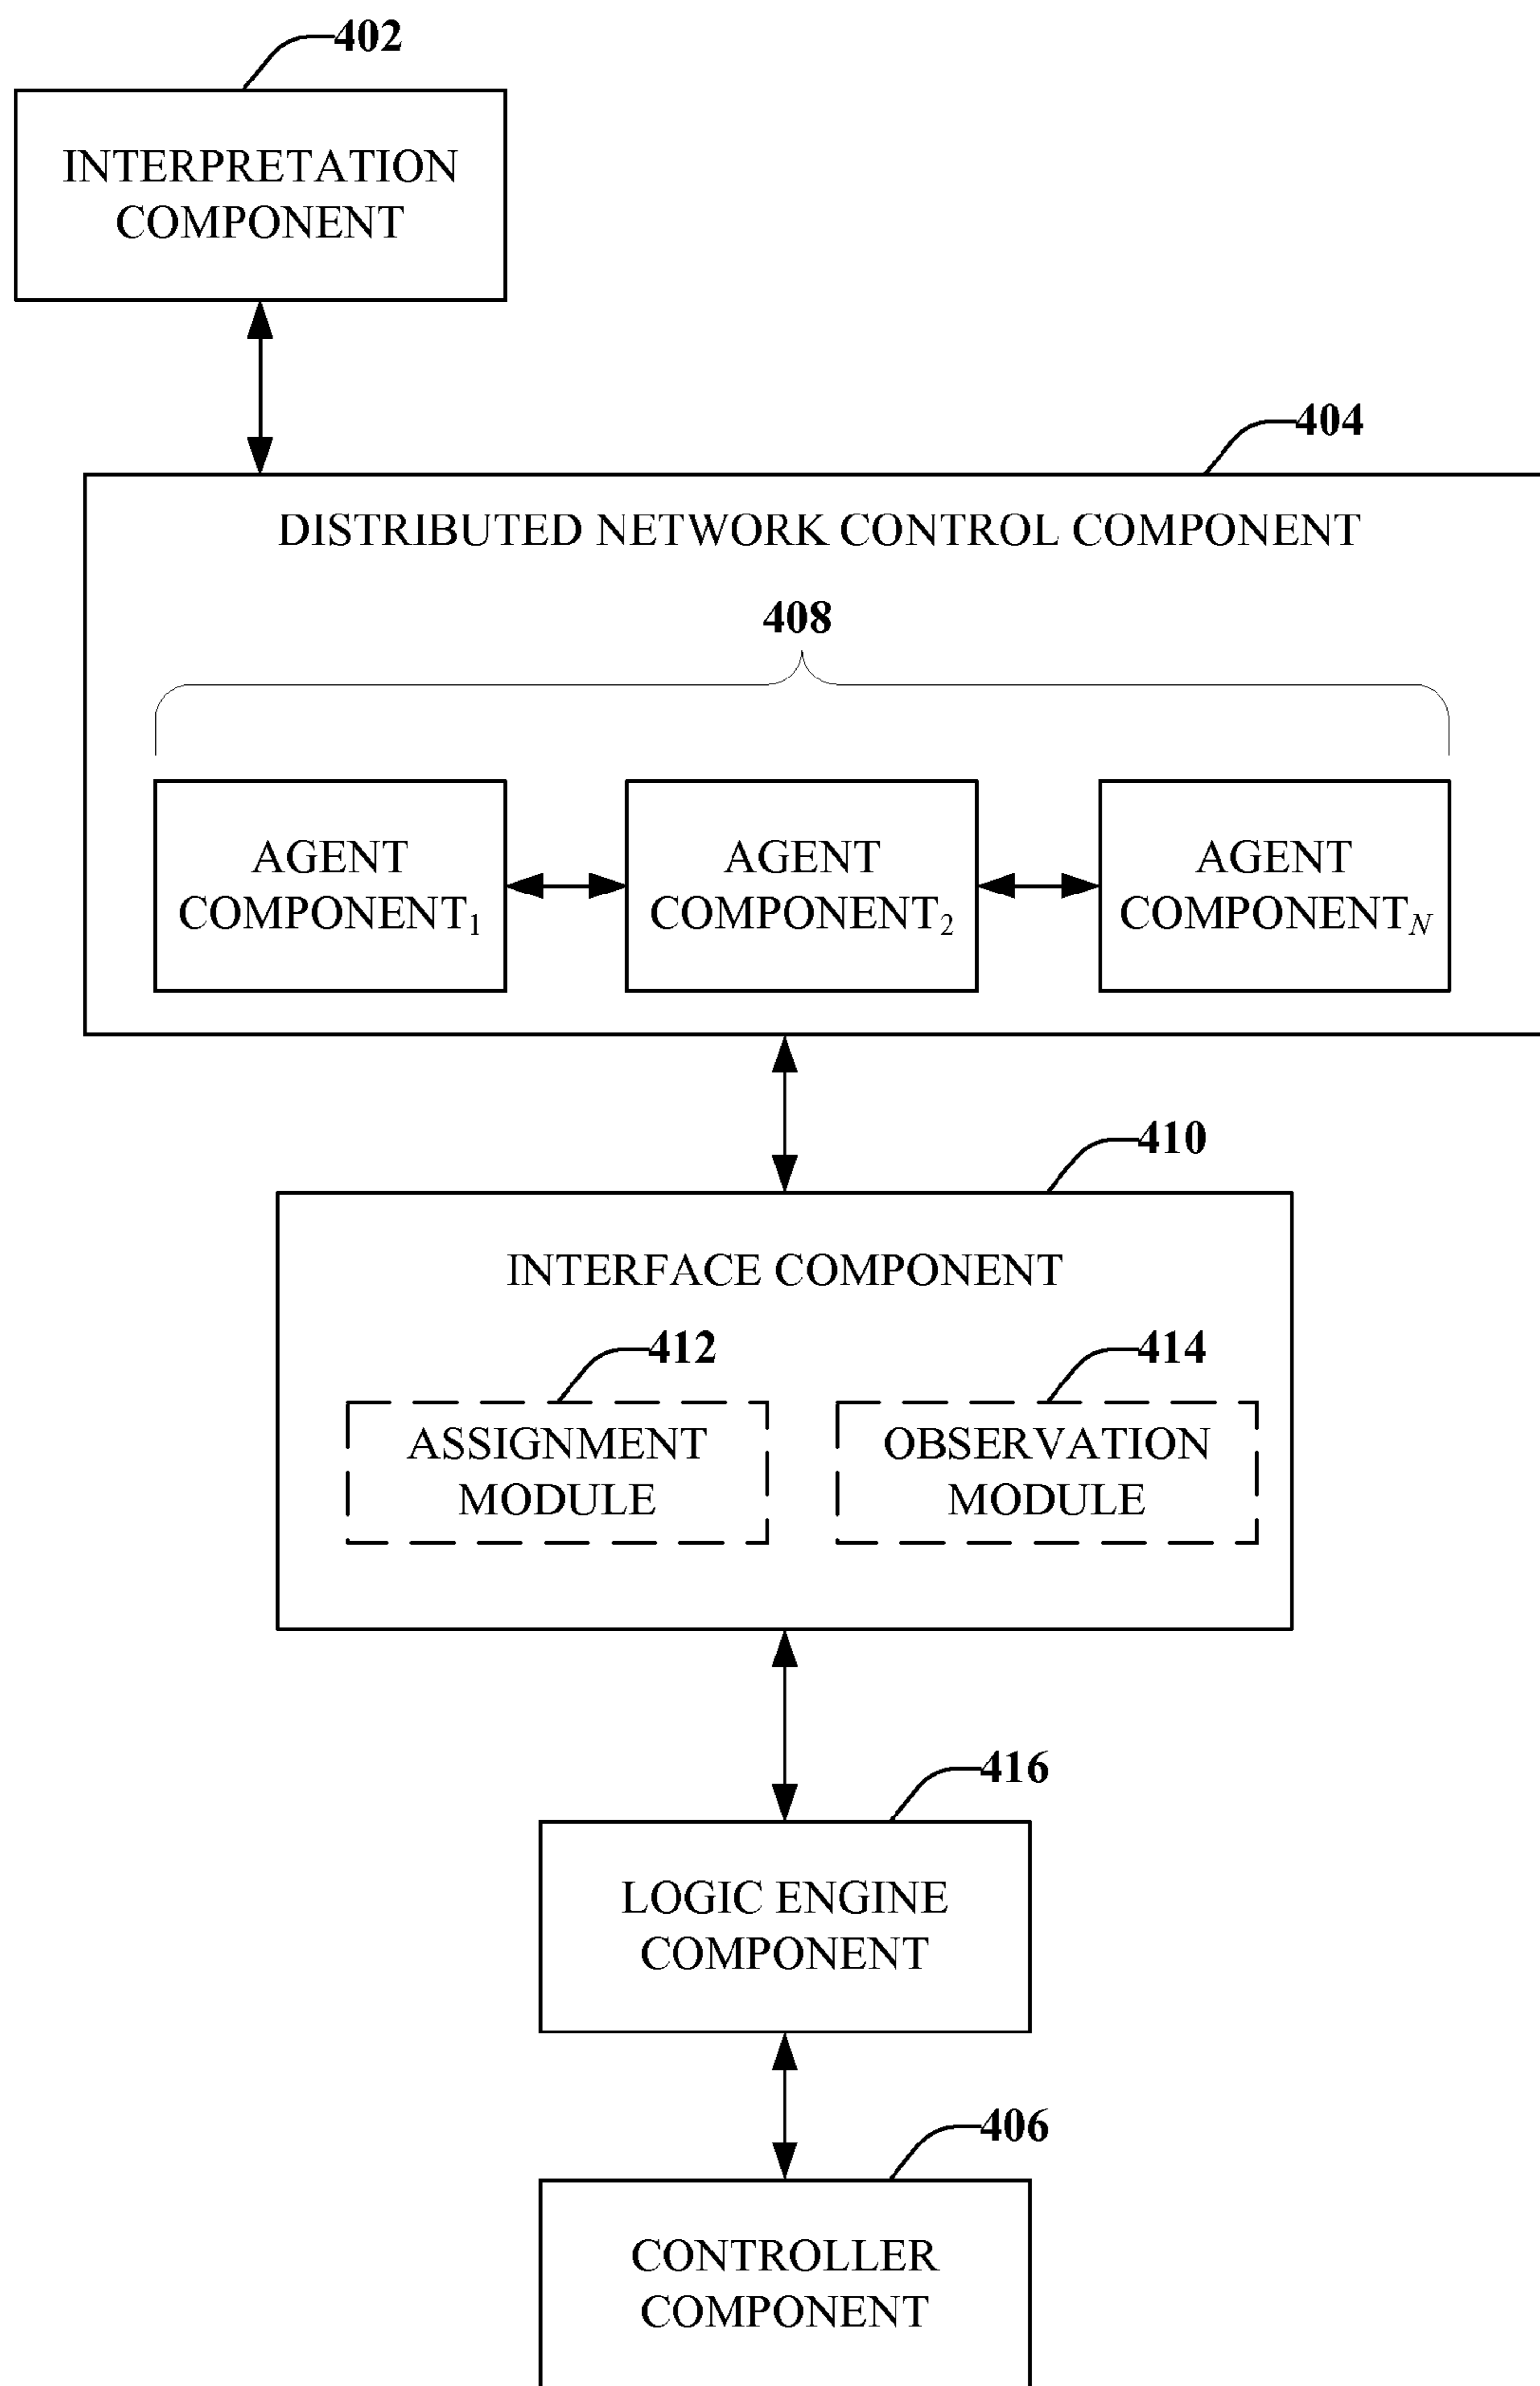 402
INTERPRETATION
COMPONENT
404
DISTRIBUTED NETWORK CONTROL COMPONENT
408
AGENT
COMPONENT1
AGENT
COMPONENT2
AGENT
COMPONENTN
410
INTERFACE COMPONENT
412
414
ASSIGNMENT
MODULE
OBSERVATION
MODULE
416
LOGIC ENGINE
COMPONENT
406
CONTROLLER
COMPONENT